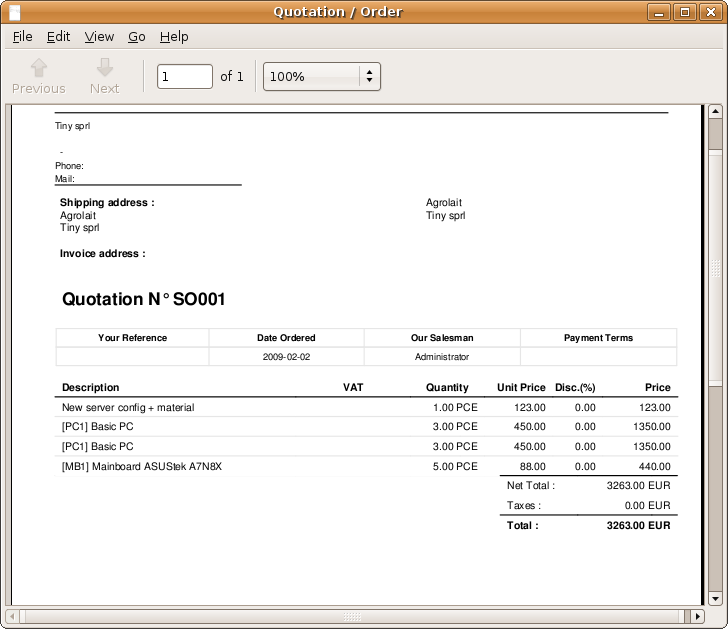 Quotation / Order
File Edit View Go Help
Previous Next 1 of 1 100%
Tiny sprl
-
Phone:
Mail:
Shipping address : Agrolait
Agrolait Tiny sprl
Tiny sprl
Invoice address :
Quotation N° SO001
Your Reference Date Ordered Our Salesman Payment Terms
2009-02-02 Administrator
Description VAT Quantity Unit Price Disc.(%) Price
New server config + material 1.00 PCE 123.00 0.00 123.00
[PC1] Basic PC 3.00 PCE 450.00 0.00 1350.00
[PC1] Basic PC 3.00 PCE 450.00 0.00 1350.00
[MB1] Mainboard ASUStek A7N8X 5.00 PCE 88.00 0.00 440.00
Net Total : 3263.00 EUR
Taxes : 0.00 EUR
Total : 3263.00 EUR